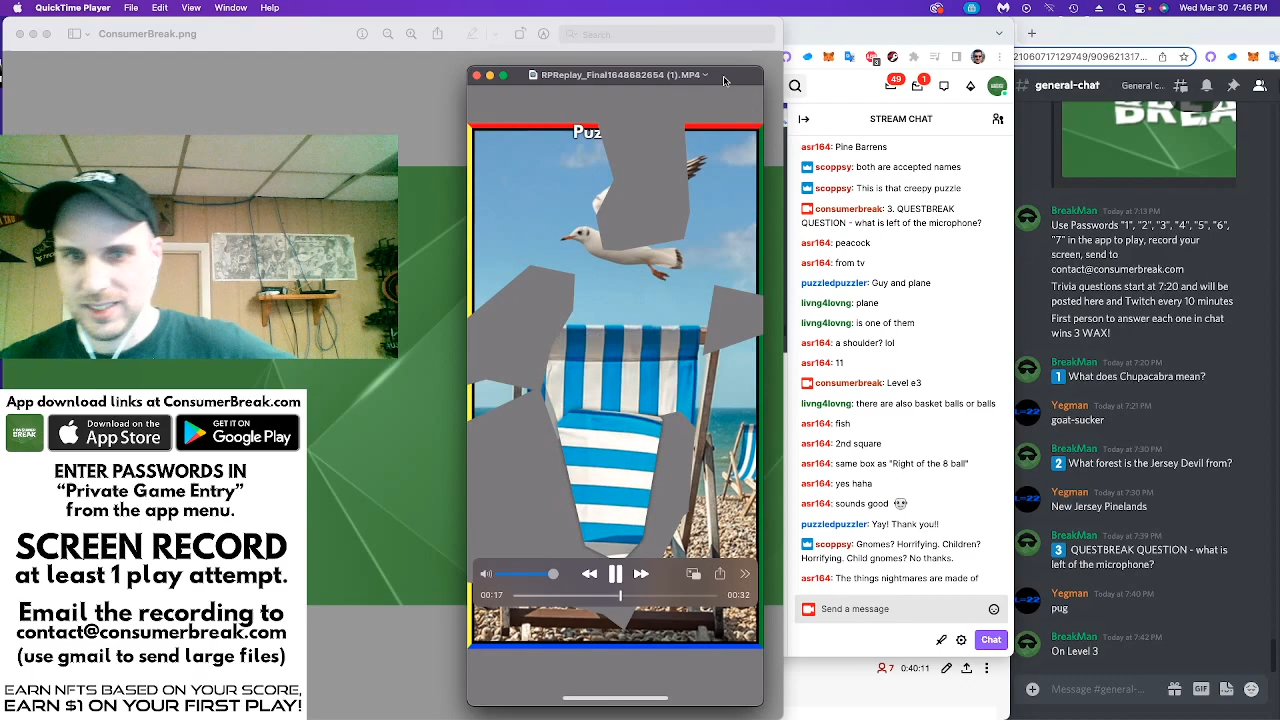 QuickTime Player File Edit View Window Help
Wed Mar 30 7:46 PM
ConsumerBreak.png
Search
RPReplay_Final1648682654 (1).MP4
Puz
00:17
00:32
App download links at ConsumerBreak.com
CONSUMER BREAK
Download on the
App Store
GET IT ON
Google Play
ENTER PASSWORDS IN
“Private Game Entry”
from the app menu.
SCREEN RECORD
at least 1 play attempt.
Email the recording to
contact@consumerbreak.com
(use gmail to send large files)
EARN NFTS BASED ON YOUR SCORE,
EARN $1 ON YOUR FIRST PLAY!
49
1
STREAM CHAT
asr164: Pine Barrens
scoppsy: both are accepted names
scoppsy: This is that creepy puzzle
consumerbreak: 3. QUESTBREAK
QUESTION - what is left of the microphone?
asr164: peacock
asr164: from tv
puzzledpuzzler: Guy and plane
livng4lovng: plane
livng4lovng: is one of them
asr164: a shoulder? lol
asr164: 11
consumerbreak: Level e3
livng4lovng: there are also basket balls or balls
asr164: fish
asr164: 2nd square
asr164: same box as "Right of the 8 ball"
asr164: yes haha
asr164: sounds good
puzzledpuzzler: Yay! Thank you!!
scoppsy: Gnomes? Horrifying. Children?
Horrifying. Child gnomes? No thanks.
asr164: The things nightmares are made of
Send a message
Chat
7 0:40:11
21060717129/9509
# general-chat General c...
BREA
BreakMan Today at 7:13 PM
Use Passwords "1", "2", "3", "4", "5", "6",
"7 in the app to play, record your
screen, send to
contact@consumerbreak.com
Trivia questions start at 7:20 and will be
posted here and Twitch every 10 minutes
First person to answer each one in chat
wins 3 WAX!
BreakMan Today at 7:20 PM
1 What does Chupacabra mean?
Yegman Today at 7:21 PM
goat-sucker
BreakMan Today at 7:30 PM
2 What forest is the Jersey Devil from?
Yegman Today at 7:30 PM
New Jersey Pinelands
BreakMan Today at 7:39 PM
3 QUESTBREAK QUESTION - what is
left of the microphone?
Yegman Today at 7:40 PM
pug
BreakMan Today at 7:42 PM
On Level 3
Message #general-...
GIF